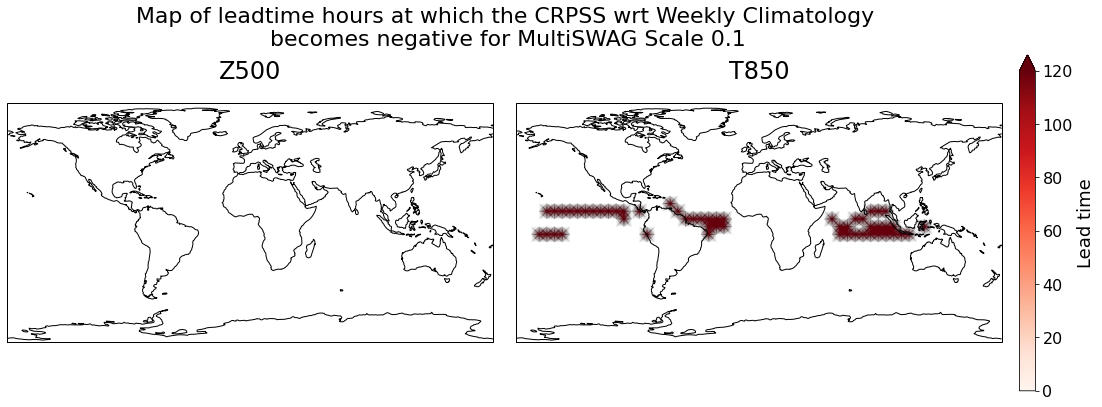 Map of leadtime hours at which the CRPSS wrt Weekly Climatology
becomes negative for MultiSWAG Scale 0.1
Z500
T850
120
100
80
60
40
20
0
Lead time